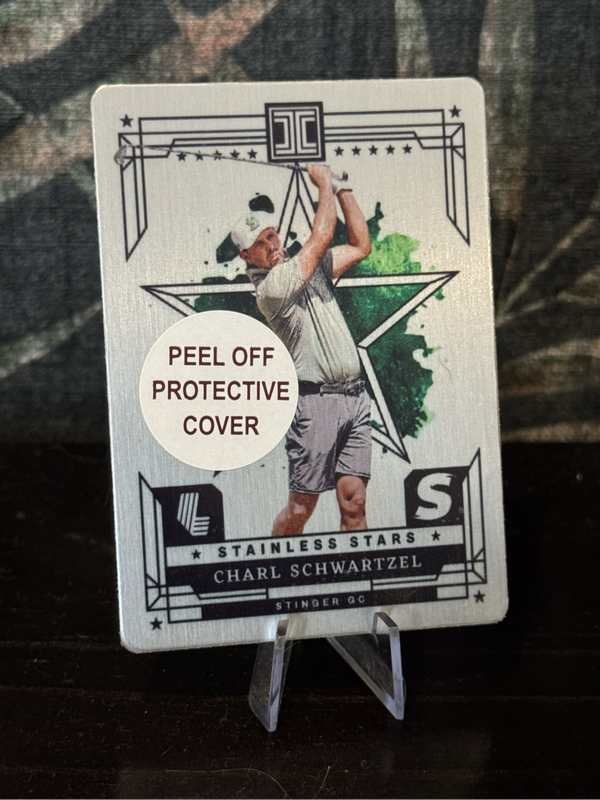 PEEL OFF
PROTECTIVE
COVER
S
STAINLESS STARS
CHARL SCHWARTZEL
STINGER GC